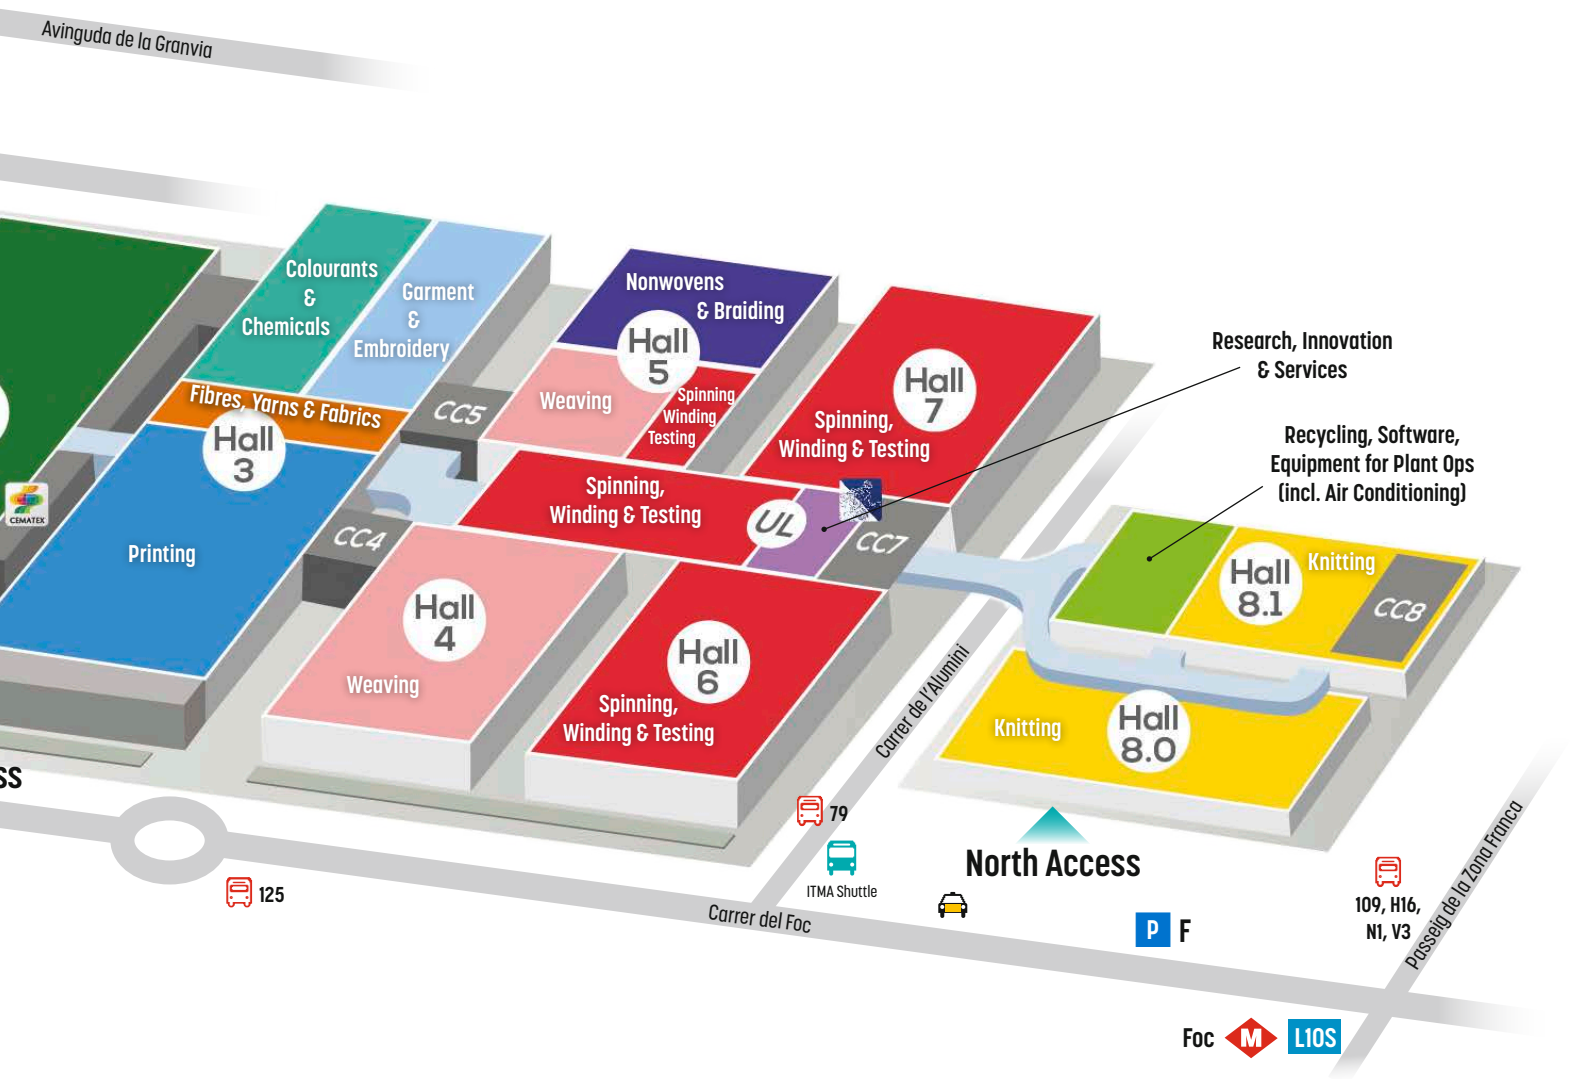 Avinguda de la Granvia
Colourants
&
Chemicals
Garment
&
Embroidery
Fibres, Yarns & Fabrics
Hall
3
Printing
CEMATEX
CC5
CC4
Nonwovens
& Braiding
Hall
5
Weaving
Spinning
Winding
Testing
Hall
7
Spinning,
Winding & Testing
Spinning,
Winding & Testing
UL
CC7
Research, Innovation
& Services
Recycling, Software,
Equipment for Plant Ops
(incl. Air Conditioning)
Hall
4
Weaving
Hall
6
Spinning,
Winding & Testing
Hall
8.1
Knitting
CC8
Knitting
Hall
8.0
Carrer de l'Alumini
SS
79
ITMA Shuttle
125
North Access
Carrer del Foc
P F
109, H16,
N1, V3
Passeig de la Zona Franca
Foc M L10S